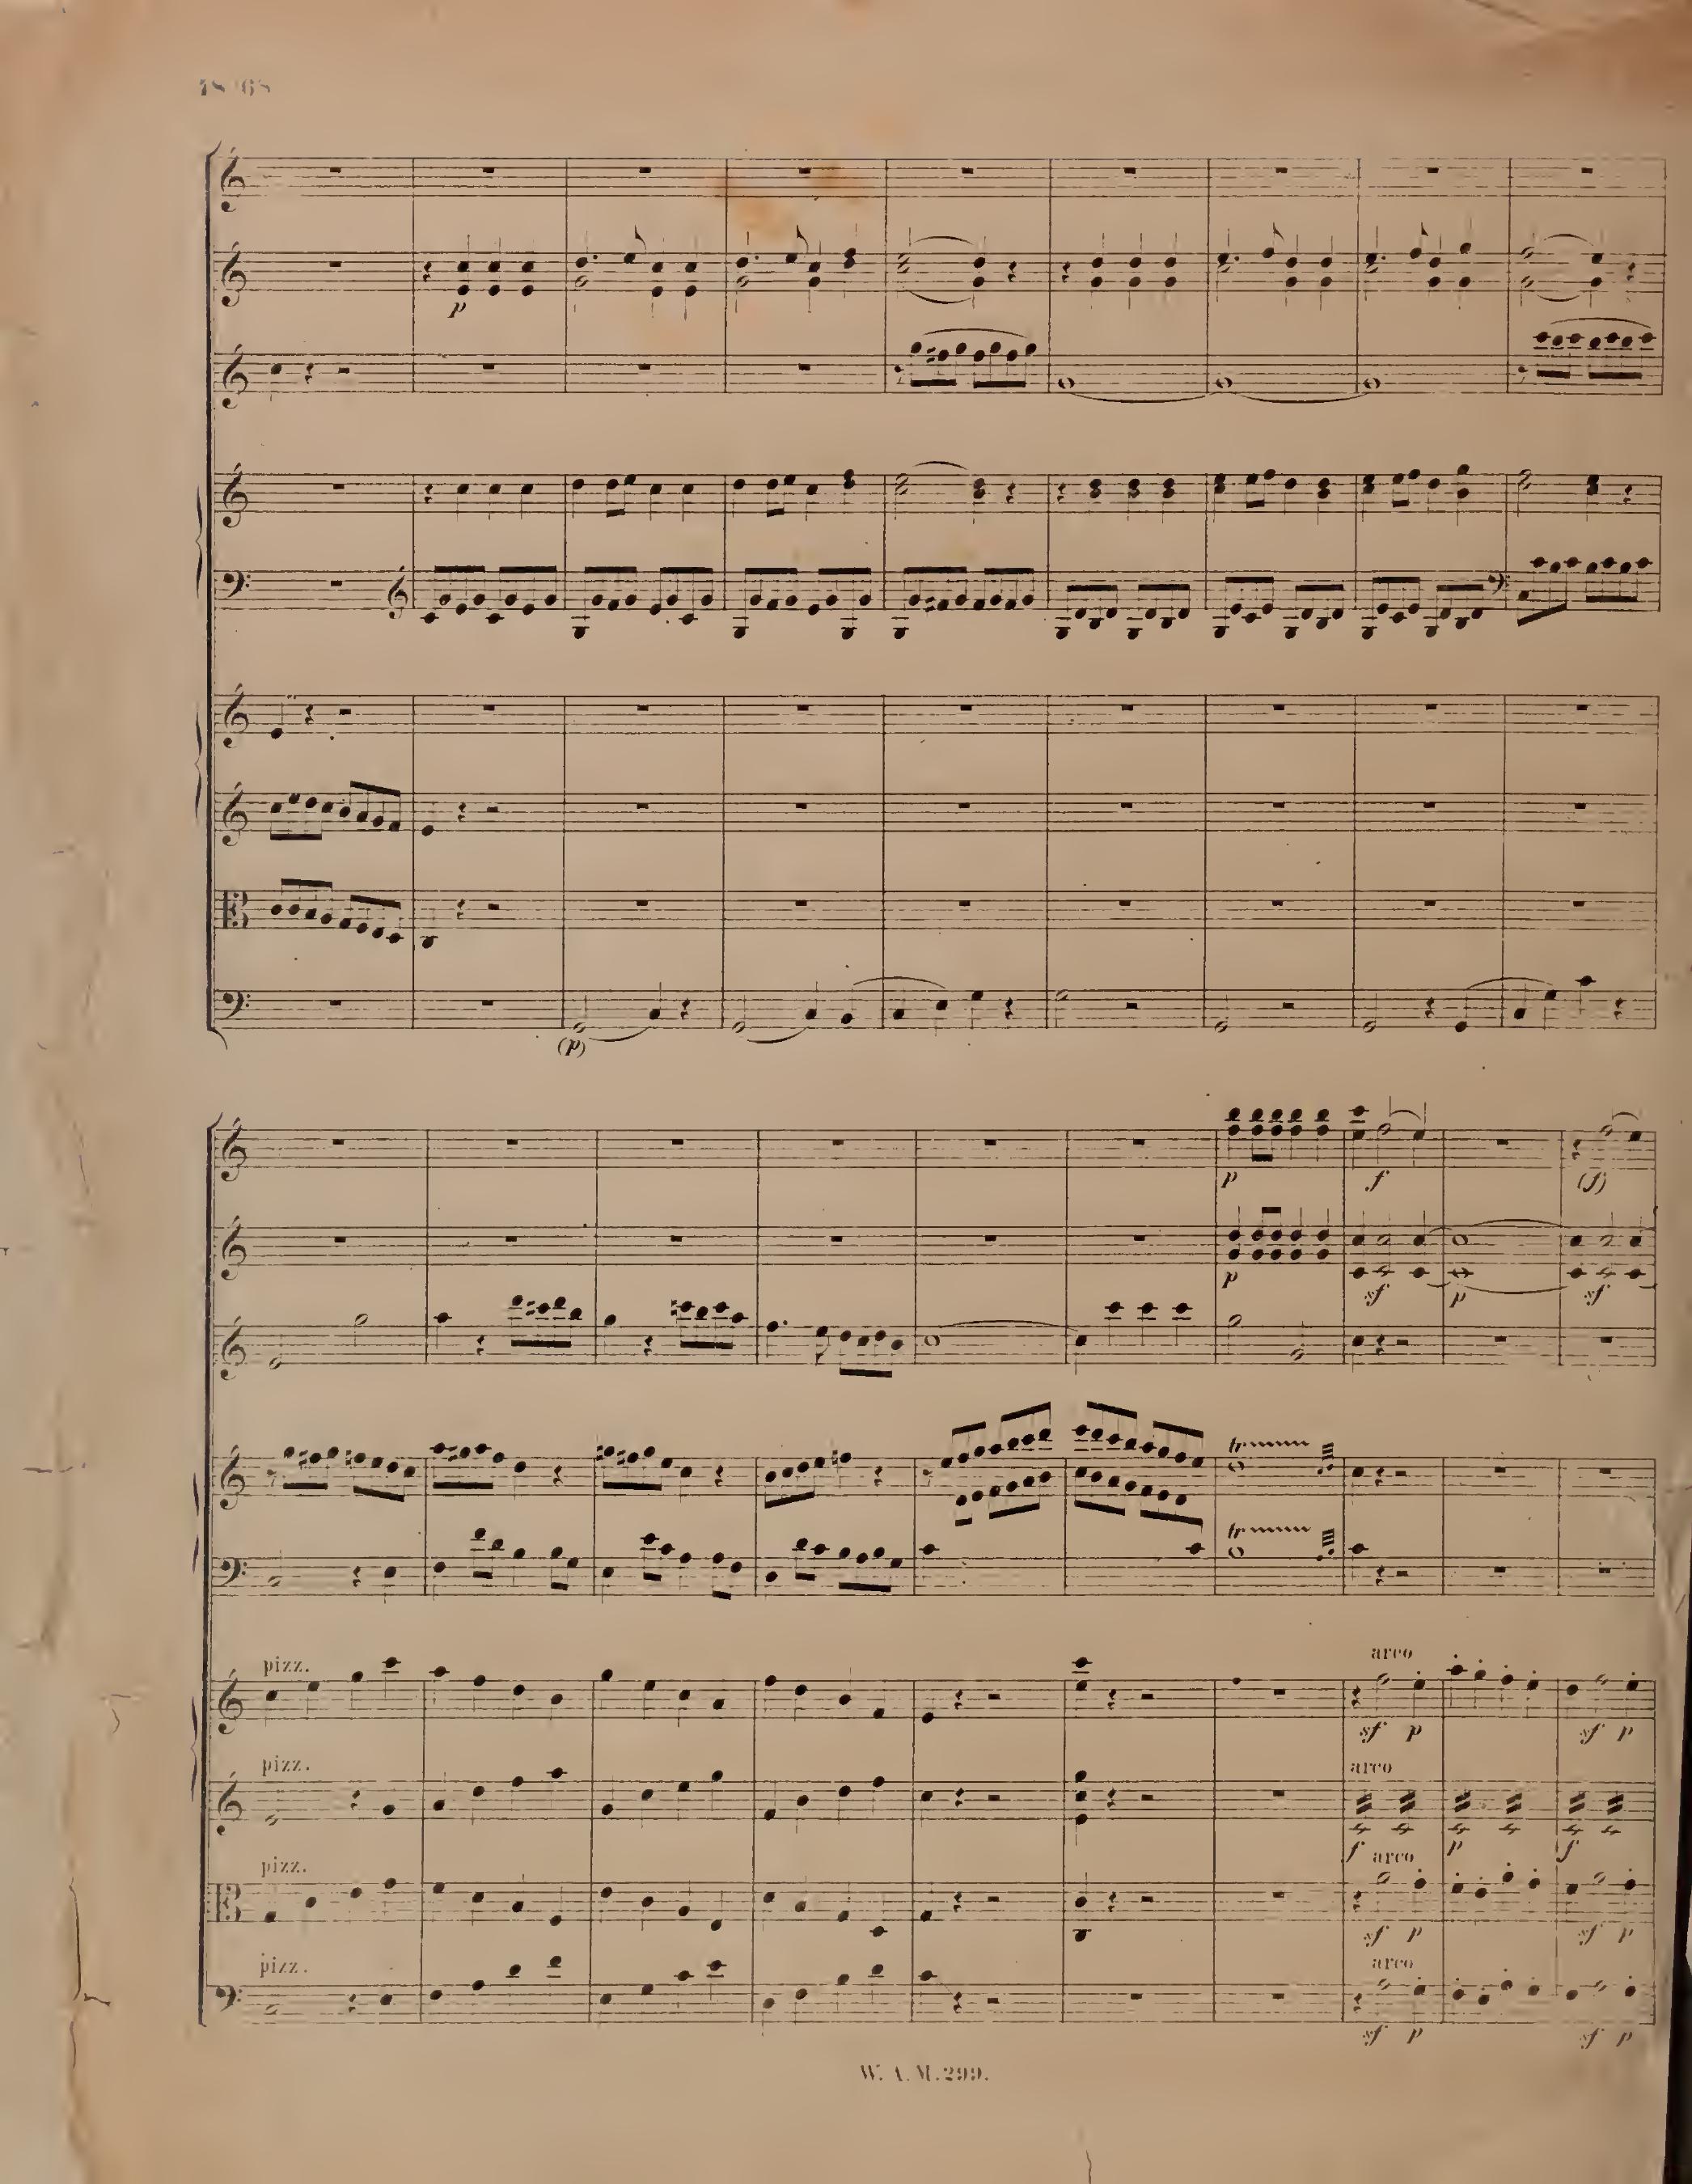 18 (68)
p
(p)
p f (f)
p sf p sf
tr
tr
pizz. arco
sf p sf p
pizz. arco
f p f
pizz. arco
sf p sf p
pizz. arco
sf p sf p
W. A. M. 299.